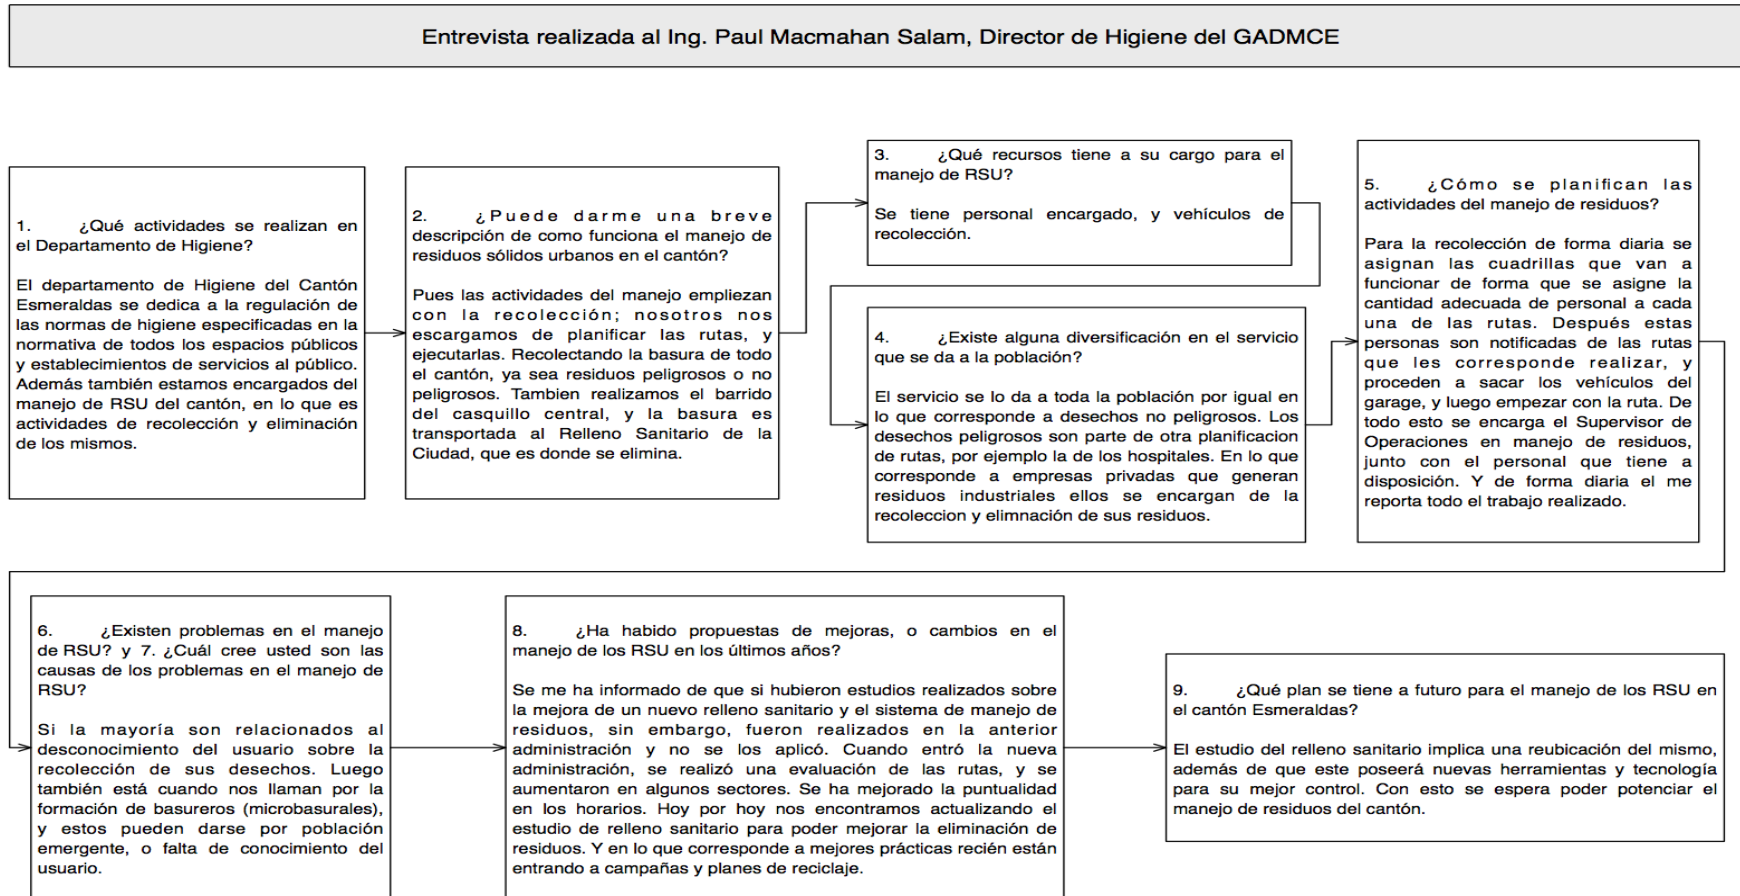 Entrevista realizada al Ing. Paul Macmahan Salam, Director de Higiene del GADMCE
1. ¿Qué actividades se realizan en
el Departamento de Higiene?
El departamento de Higiene del Cantón
Esmeraldas se dedica a la regulación de
las normas de higiene especificadas en la
normativa de todos los espacios públicos
y establecimientos de servicios al público.
Además también estamos encargados del
manejo de RSU del cantón, en lo que es
actividades de recolección y eliminación
de los mismos.
2. ¿Puede darme una breve
descripción de como funciona el manejo de
residuos sólidos urbanos en el cantón?
Pues las actividades del manejo empliezan
con la recolección; nosotros nos
escargamos de planificar las rutas, y
ejecutarlas. Recolectando la basura de todo
el cantón, ya sea residuos peligrosos o no
peligrosos. Tambien realizamos el barrido
del casquillo central, y la basura es
transportada al Relleno Sanitario de la
Ciudad, que es donde se elimina.
3. ¿Qué recursos tiene a su cargo para el
manejo de RSU?
Se tiene personal encargado, y vehículos de
recolección.
4. ¿Existe alguna diversificación en el servicio
que se da a la población?
El servicio se lo da a toda la población por igual en
lo que corresponde a desechos no peligrosos. Los
desechos peligrosos son parte de otra planificacion
de rutas, por ejemplo la de los hospitales. En lo que
corresponde a empresas privadas que generan
residuos industriales ellos se encargan de la
recoleccion y elimnación de sus residuos.
5. ¿Cómo se planifican las
actividades del manejo de residuos?
Para la recolección de forma diaria se
asignan las cuadrillas que van a
funcionar de forma que se asigne la
cantidad adecuada de personal a cada
una de las rutas. Después estas
personas son notificadas de las rutas
que les corresponde realizar, y
proceden a sacar los vehículos del
garage, y luego empezar con la ruta. De
todo esto se encarga el Supervisor de
Operaciones en manejo de residuos,
junto con el personal que tiene a
disposición. Y de forma diaria el me
reporta todo el trabajo realizado.
6. ¿Existen problemas en el manejo
de RSU? y 7. ¿Cuál cree usted son las
causas de los problemas en el manejo de
RSU?
Si la mayoría son relacionados al
desconocimiento del usuario sobre la
recolección de sus desechos. Luego
también está cuando nos llaman por la
formación de basureros (microbasurales),
y estos pueden darse por población
emergente, o falta de conocimiento del
usuario.
8. ¿Ha habido propuestas de mejoras, o cambios en el
manejo de los RSU en los últimos años?
Se me ha informado de que si hubieron estudios realizados sobre
la mejora de un nuevo relleno sanitario y el sistema de manejo de
residuos, sin embargo, fueron realizados en la anterior
administración y no se los aplicó. Cuando entró la nueva
administración, se realizó una evaluación de las rutas, y se
aumentaron en algunos sectores. Se ha mejorado la puntualidad
en los horarios. Hoy por hoy nos encontramos actualizando el
estudio de relleno sanitario para poder mejorar la eliminación de
residuos. Y en lo que corresponde a mejores prácticas recién están
entrando a campañas y planes de reciclaje.
9. ¿Qué plan se tiene a futuro para el manejo de los RSU en
el cantón Esmeraldas?
El estudio del relleno sanitario implica una reubicación del mismo,
además de que este poseerá nuevas herramientas y tecnología
para su mejor control. Con esto se espera poder potenciar el
manejo de residuos del cantón.